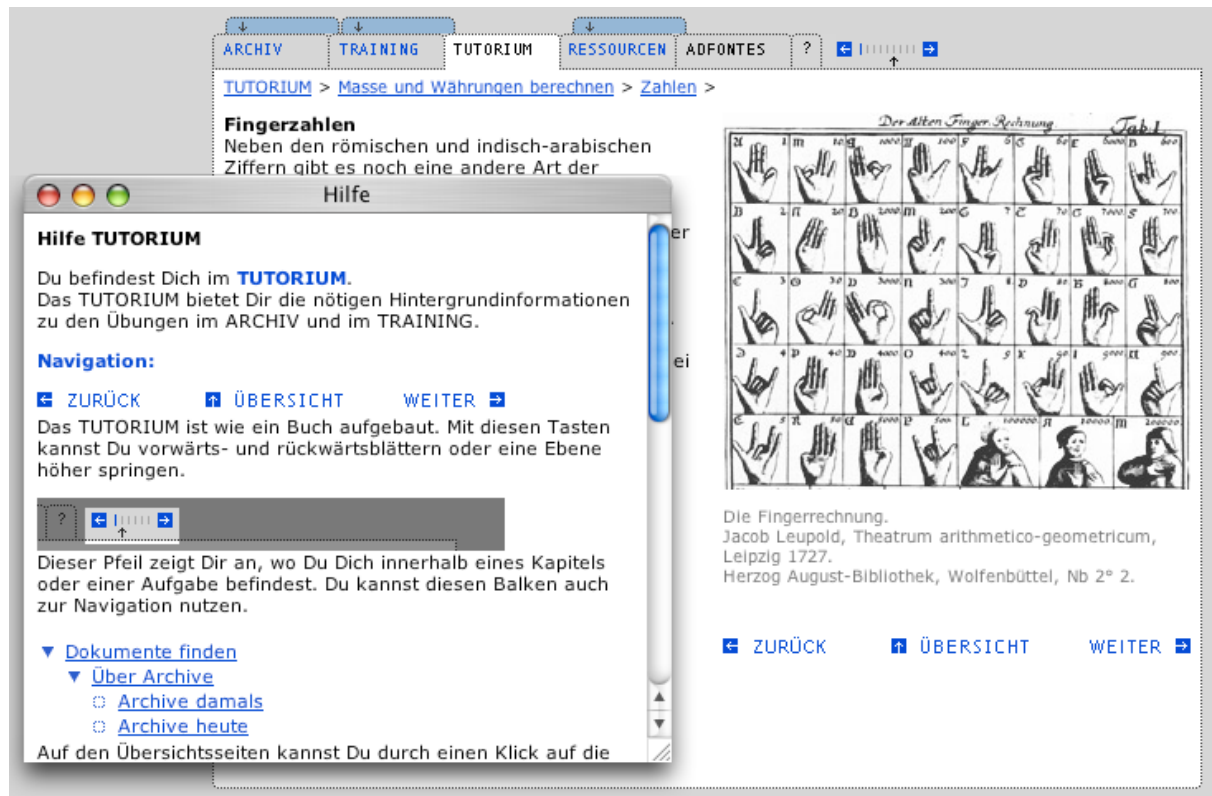 ARCHIV TRAINING TUTORIUM RESSOURCEN ADFONTES ?
TUTORIUM > Masse und Währungen berechnen > Zahlen >
Fingerzahlen
Neben den römischen und indisch-arabischen
Ziffern gibt es noch eine andere Art der
er
ei
Hilfe
Hilfe TUTORIUM
Du befindest Dich im TUTORIUM.
Das TUTORIUM bietet Dir die nötigen Hintergrundinformationen
zu den Übungen im ARCHIV und im TRAINING.
Navigation:
ZURÜCK ÜBERSICHT WEITER
Das TUTORIUM ist wie ein Buch aufgebaut. Mit diesen Tasten
kannst Du vorwärts- und rückwärtsblättern oder eine Ebene
höher springen.
?
Dieser Pfeil zeigt Dir an, wo Du Dich innerhalb eines Kapitels
oder einer Aufgabe befindest. Du kannst diesen Balken auch
zur Navigation nutzen.
Dokumente finden
Über Archive
Archive damals
Archive heute
Auf den Übersichtsseiten kannst Du durch einen Klick auf die
Der Alten Finger-Rechnung Tab.I.
Die Fingerrechnung.
Jacob Leupold, Theatrum arithmetico-geometricum,
Leipzig 1727.
Herzog August-Bibliothek, Wolfenbüttel, Nb 2° 2.
ZURÜCK ÜBERSICHT WEITER